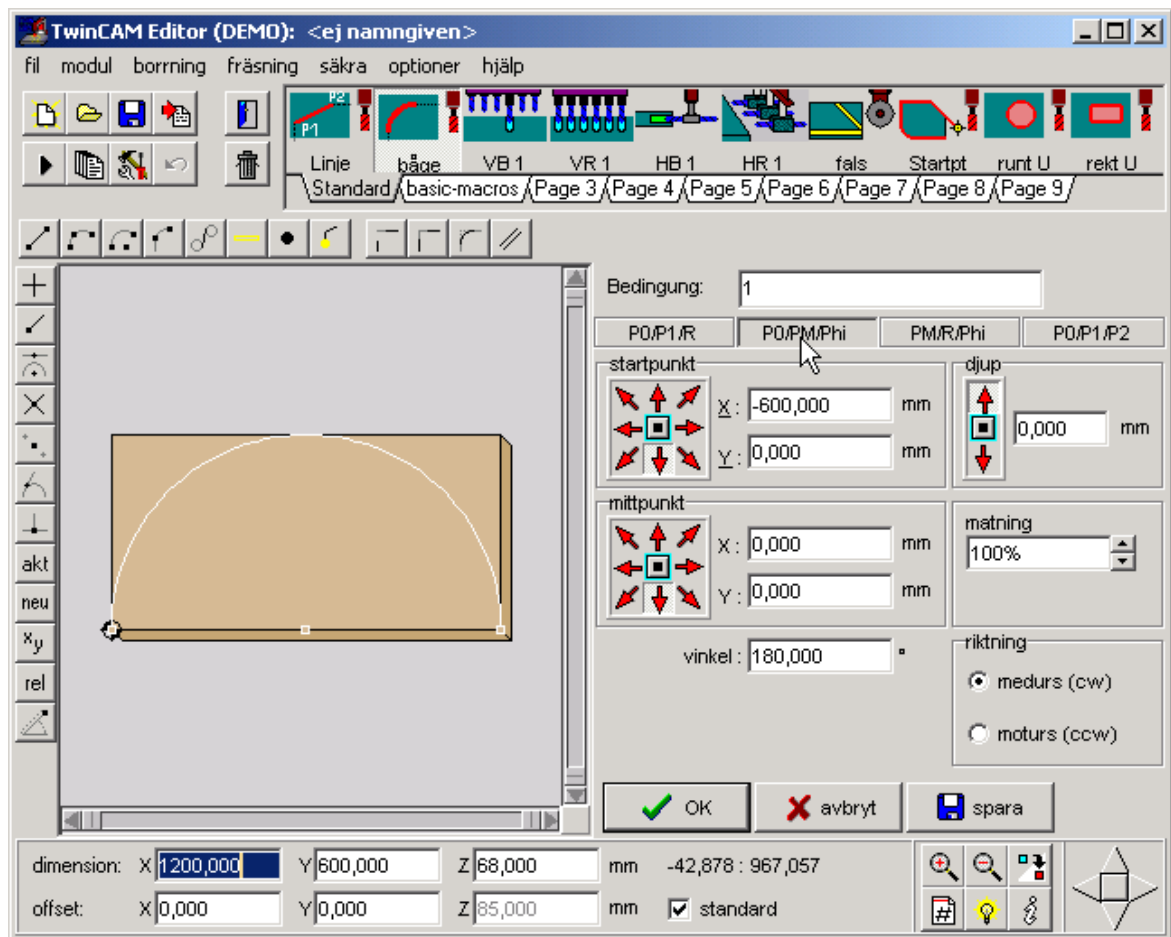 TwinCAM Editor (DEMO): <ej namngiven>
fil modul borrning fräsning säkra optioner hjälp
P2
P1
Linje båge VB 1 VR 1 HB 1 HR 1 fals Startpt runt U rekt U
Standard basic-macros Page 3 Page 4 Page 5 Page 6 Page 7 Page 8 Page 9
Bedingung: 1
P0/P1/R P0/PM/Phi PM/R/Phi P0/P1/P2
startpunkt
X: -600,000 mm
Y: 0,000 mm
djup
0,000 mm
mittpunkt
X: 0,000 mm
Y: 0,000 mm
matning
100%
vinkel: 180,000 °
riktning
medurs (cw)
moturs (ccw)
akt
neu
xy
rel
OK avbryt spara
dimension: X 1200,000 Y 600,000 Z 68,000 mm -42,878 : 967,057
offset: X 0,000 Y 0,000 Z 85,000 mm standard